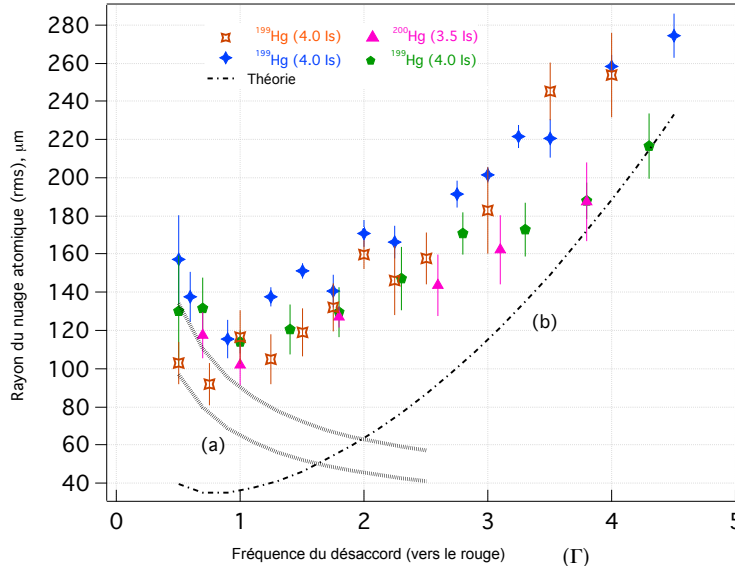 280
260
240
220
200
180
160
140
120
100
80
60
40
Rayon du nuage atomique (rms), µm
¹⁹⁹Hg (4.0 Is)
²⁰⁰Hg (3.5 Is)
¹⁹⁹Hg (4.0 Is)
¹⁹⁹Hg (4.0 Is)
Théorie
(b)
(a)
0 1 2 3 4 5
Fréquence du désaccord (vers le rouge) (Γ)